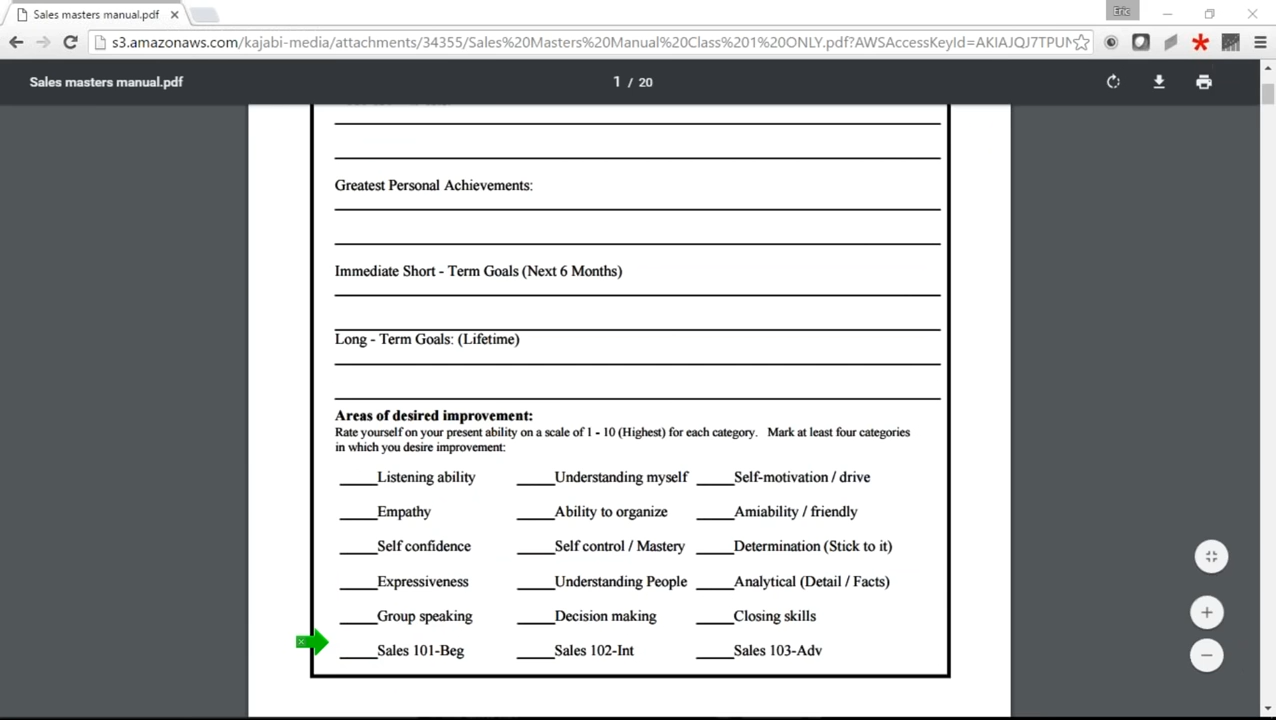 Sales masters manual.pdf
Eric
s3.amazonaws.com/kajabi-media/attachments/34355/Sales%20Masters%20Manual%20Class%201%20ONLY.pdf?AWSAccessKeyId=AKIAJQJ7TPUN
Sales masters manual.pdf
1 / 20
Greatest Personal Achievements:
Immediate Short - Term Goals (Next 6 Months)
Long - Term Goals: (Lifetime)
Areas of desired improvement:
Rate yourself on your present ability on a scale of 1 - 10 (Highest) for each category. Mark at least four categories
in which you desire improvement:
_____Listening ability _____Understanding myself _____Self-motivation / drive
_____Empathy _____Ability to organize _____Amiability / friendly
_____Self confidence _____Self control / Mastery _____Determination (Stick to it)
_____Expressiveness _____Understanding People _____Analytical (Detail / Facts)
_____Group speaking _____Decision making _____Closing skills
_____Sales 101-Beg _____Sales 102-Int _____Sales 103-Adv